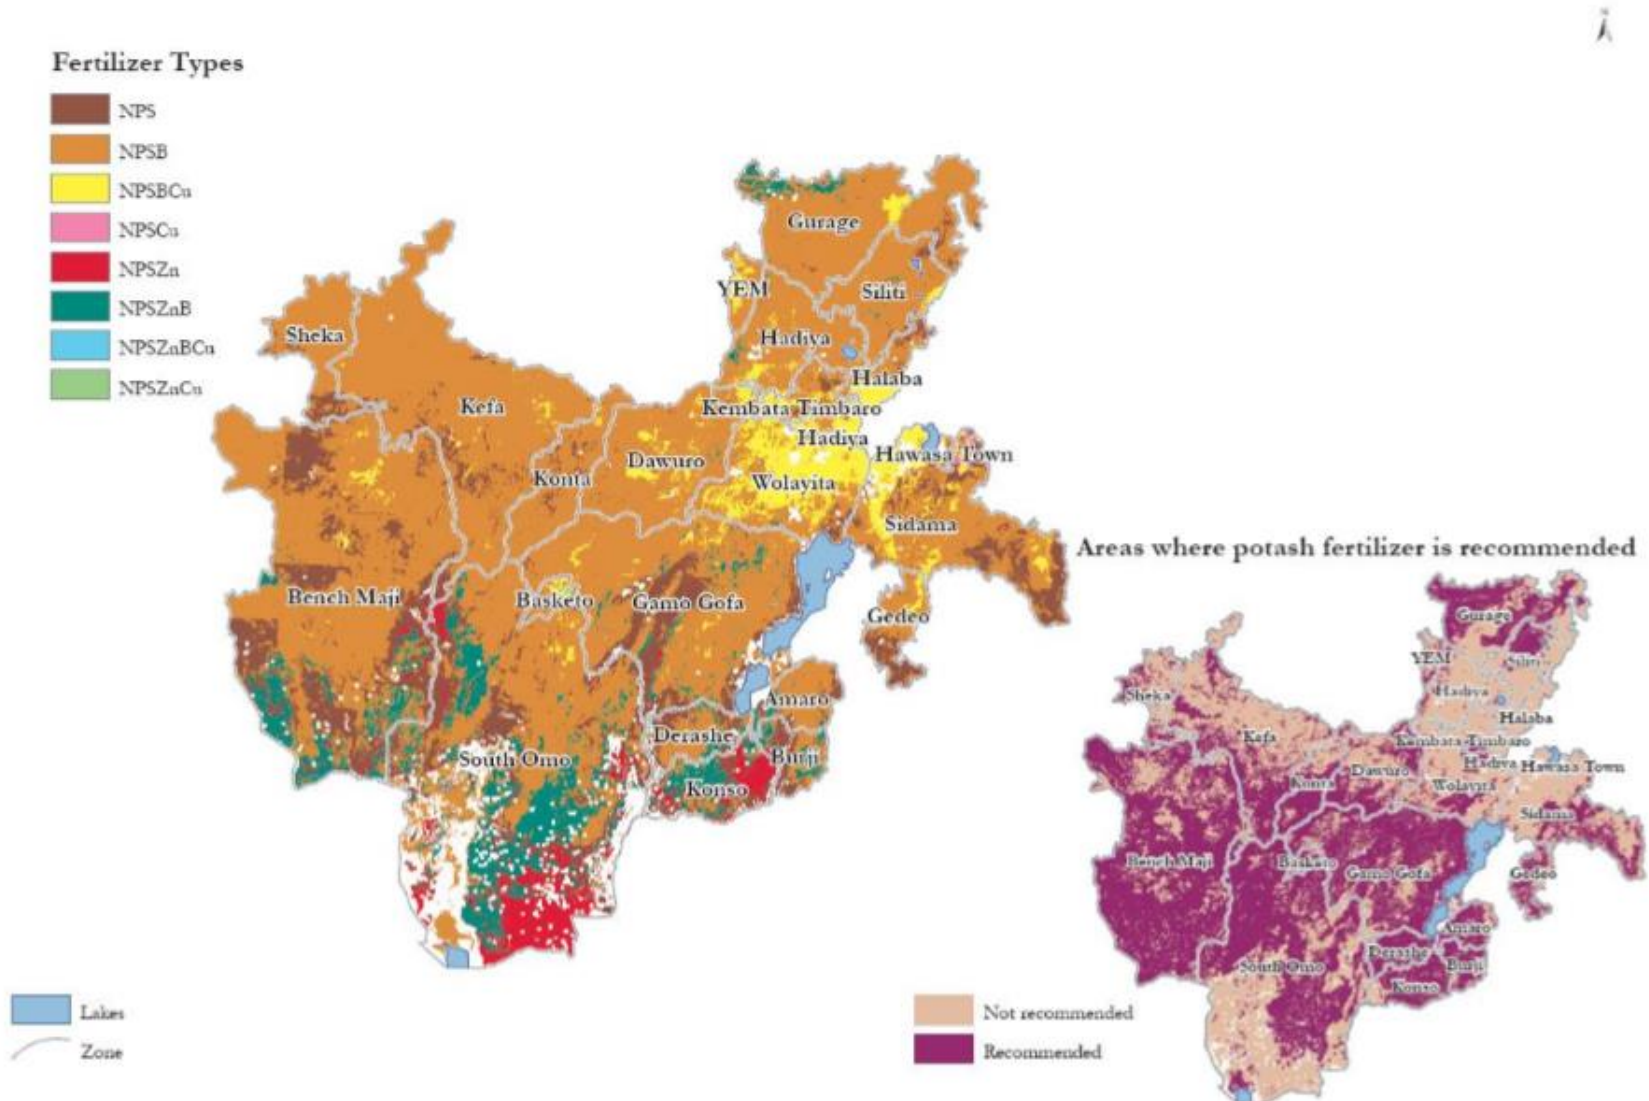 Fertilizer Types
NPS
NPSB
NPSBCu
NPSCu
NPSZn
NPSZnB
NPSZnBCu
NPSZnCu
Gurage
YEM
Siliti
Sheka
Hadiya
Halaba
Kefa
Kembata Timbaro
Hadiya
Hawasa Town
Dawuro
Konta
Wolayita
Sidama
Bench Maji
Basketo
Gamo Gofa
Gedeo
Amaro
Derashe
Burji
South Omo
Konso
Lakes
Zone
Areas where potash fertilizer is recommended
Gurage
YEM
Siliti
Sheka
Hadiya
Halaba
Kefa
Kembata Timbaro
Hadiya
Hawasa Town
Dawuro
Konta
Wolayita
Sidama
Bench Maji
Basketo
Gamo Gofa
Gedeo
Amaro
Derashe
Burji
South Omo
Konso
Not recommended
Recommended